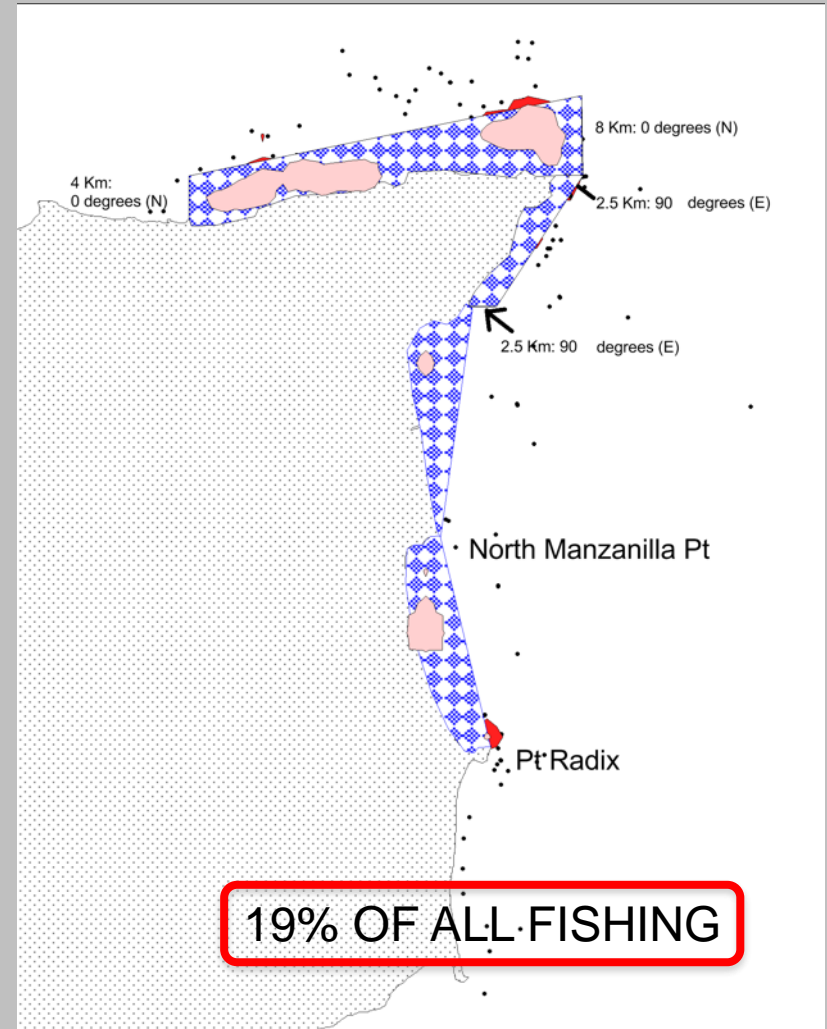 8 Km: 0 degrees (N)
4 Km:
0 degrees (N)
2.5 Km: 90 degrees (E)
2.5 Km: 90 degrees (E)
North Manzanilla Pt
Pt Radix
19% OF ALL FISHING